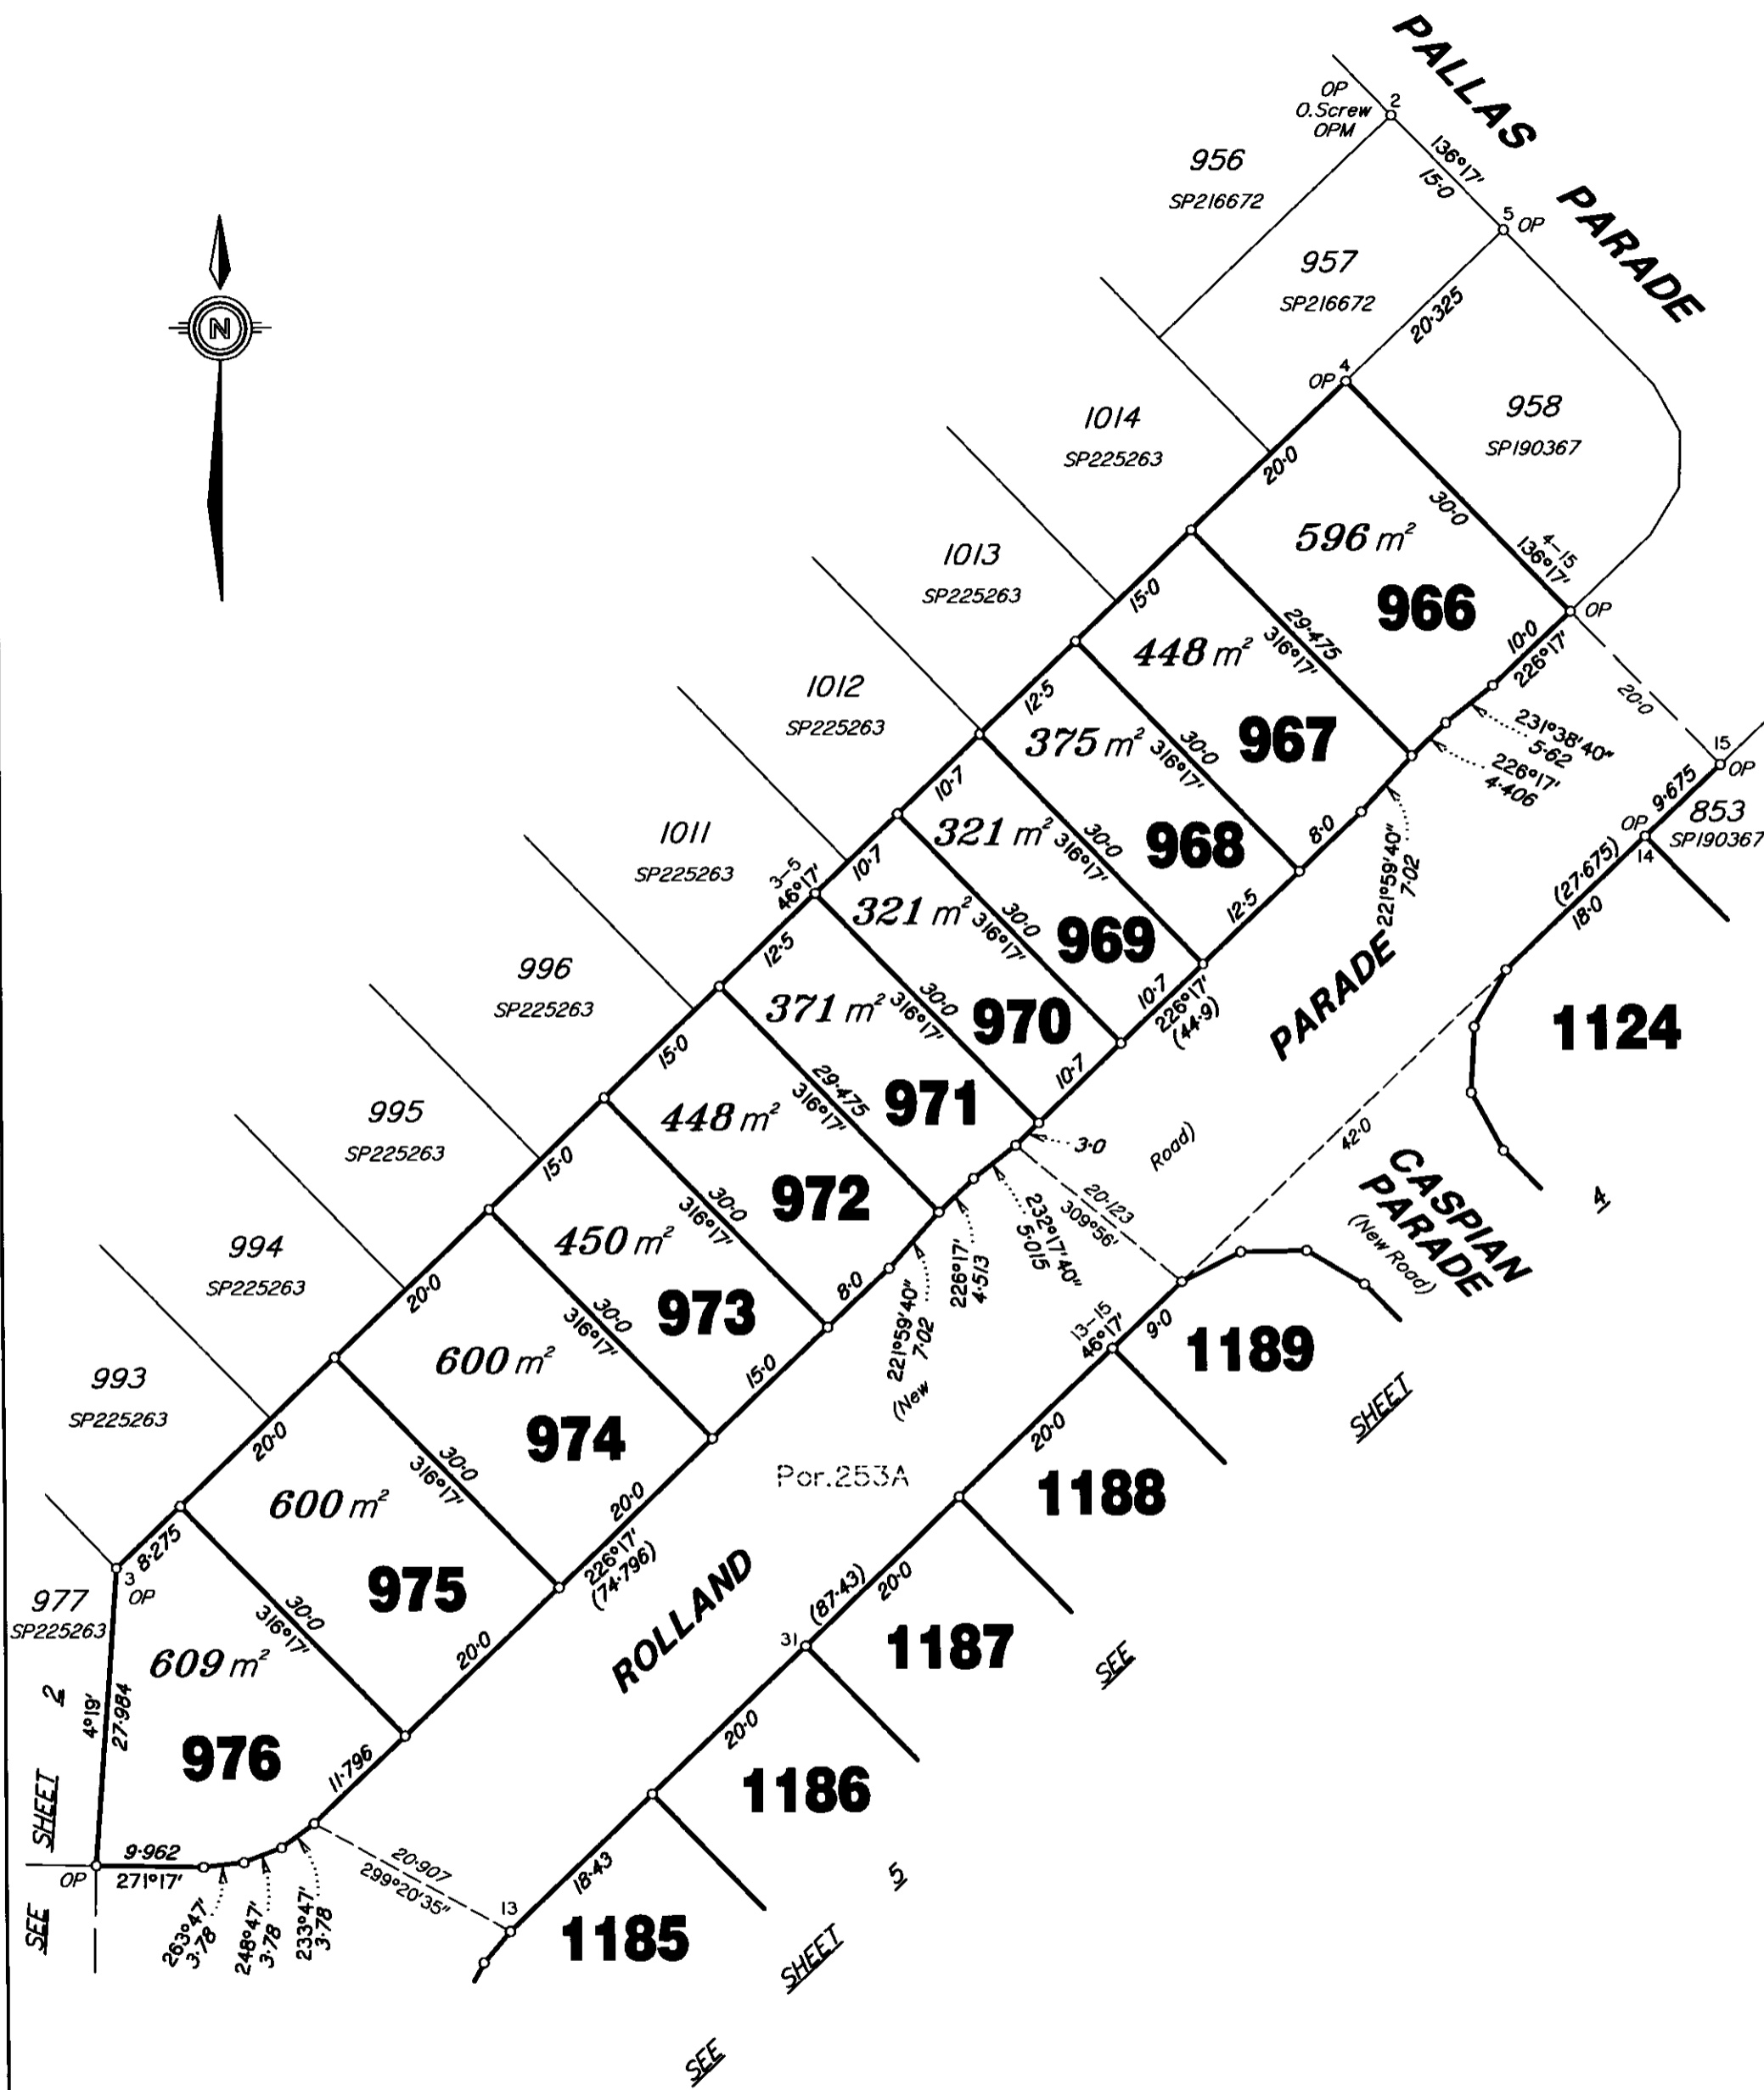 PALLAS PARADE
OP
O.Screw
OPM
2
136°17'
15·0
5 OP
956
SP216672
957
SP216672
20·325
N
4
OP
958
SP190367
1014
SP225263
20·0
30·0
4-15
136°17'
596 m²
966
OP
1013
SP225263
15·0
29·475
316°17'
10·0
226°17'
448 m²
967
20·0
231°38'40"
5·62
226°17'
4·406
15
OP
9·675
853
SP190367
OP
14
1012
SP225263
12·5
375 m²
30·0
316°17'
968
8·0
221°59'40"
7·02
(27·675)
18·0
10·7
321 m²
30·0
316°17'
969
12·5
1011
SP225263
3-5
46°17'
10·7
321 m²
30·0
316°17'
970
10·7
226°17'
(44·9)
PARADE
1124
996
SP225263
12·5
371 m²
30·0
316°17'
971
10·7
3·0
Road)
42·0
CASPIAN
PARADE
(New Road)
4
995
SP225263
15·0
448 m²
29·475
316°17'
972
20·123
309°56'
232°17'40"
5·015
226°17'
4·513
221°59'40"
7·02
(New
8·0
994
SP225263
15·0
450 m²
30·0
316°17'
973
15·0
13-15
46°17'
9·0
1189
SHEET
993
SP225263
20·0
600 m²
30·0
316°17'
974
20·0
226°17'
(74·796)
Por.253A
20·0
1188
20·0
600 m²
30·0
316°17'
975
20·0
ROLLAND
(87·43)
20·0
31
1187
SEE
8·275
3
OP
977
SP225263
609 m²
30·0
316°17'
976
4°19'
27·984
2
SHEET
SEE
11·796
20·0
1186
9·962
271°17'
OP
263°47'
3·78
248°47'
3·78
233°47'
3·78
20·907
299°20'35"
13
18·43
1185
5
SHEET
SEE